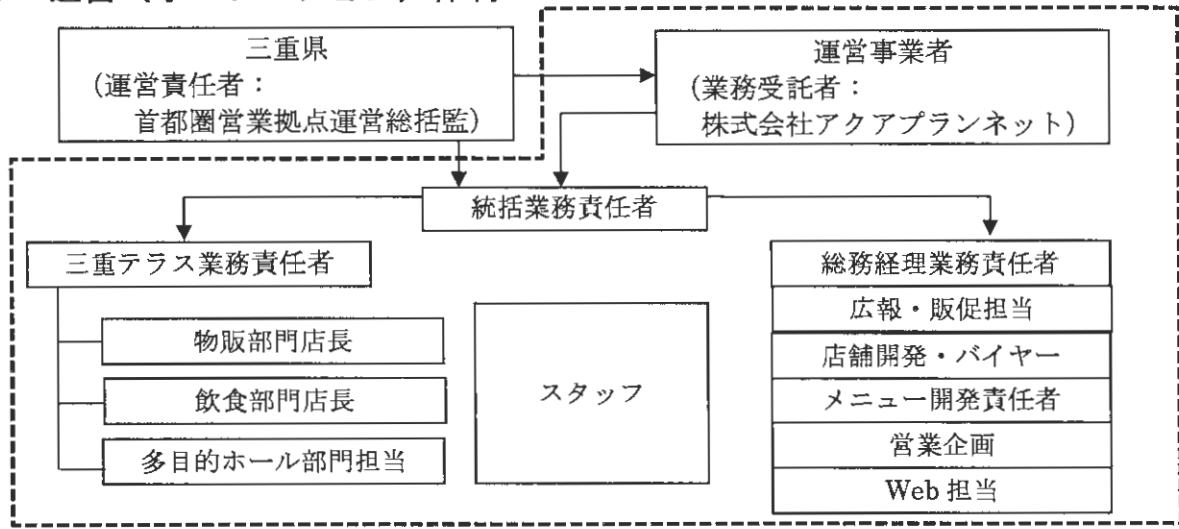 三重県
(運営責任者：
首都圏営業拠点運営総括監)
運営事業者
(業務受託者：
株式会社アクアプランネット)
統括業務責任者
三重テラス業務責任者
総務経理業務責任者
広報・販促担当
物販部門店長
店舗開発・バイヤー
飲食部門店長
スタッフ
メニュー開発責任者
営業企画
多目的ホール部門担当
Web 担当